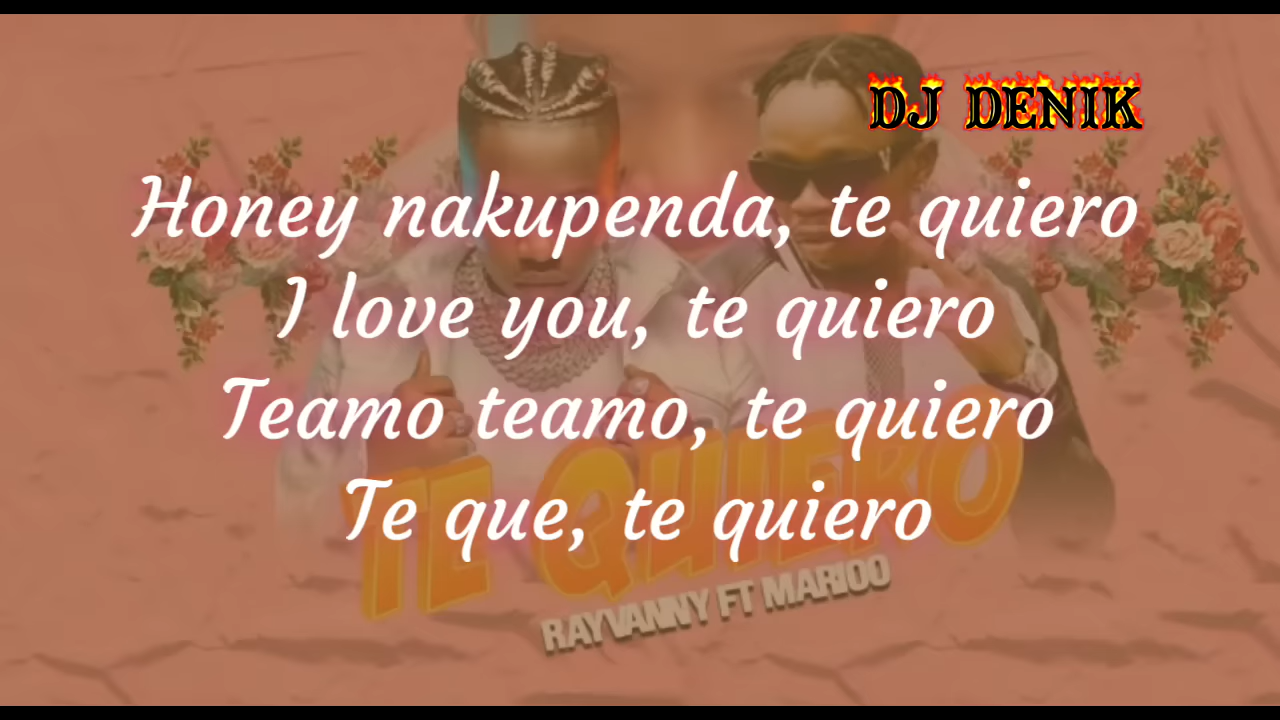 DJ DENIK
Honey nakupenda, te quiero
I love you, te quiero
Teamo teamo, te quiero
Te que, te quiero
TE QUIERO
RAYVANNY FT MARIOO